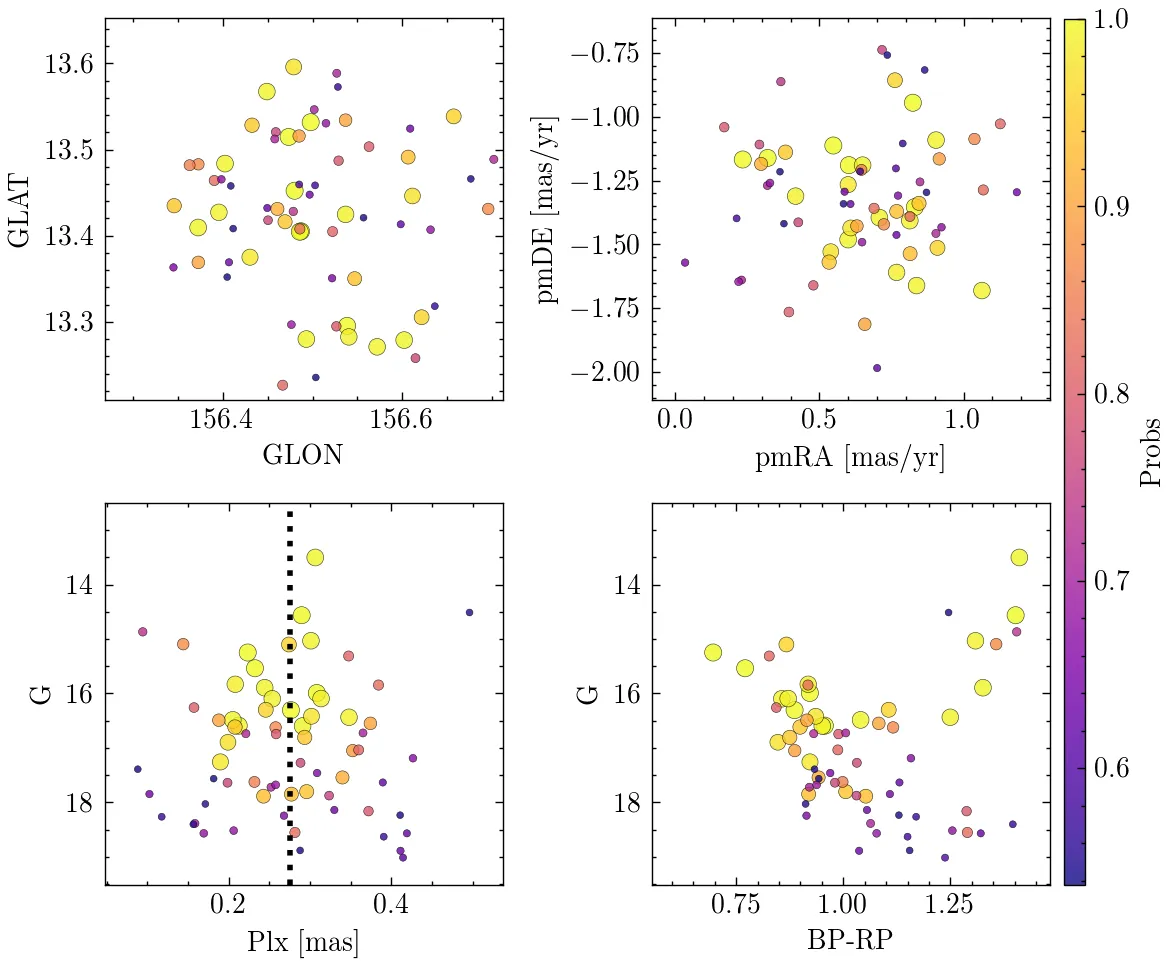 13.6
13.5
13.4
13.3
GLAT
156.4 156.6
GLON
−0.75
−1.00
−1.25
−1.50
−1.75
−2.00
pmDE [mas/yr]
0.0 0.5 1.0
pmRA [mas/yr]
14
16
18
G
0.2 0.4
Plx [mas]
14
16
18
G
0.75 1.00 1.25
BP-RP
1.0
0.9
0.8
0.7
0.6
Probs